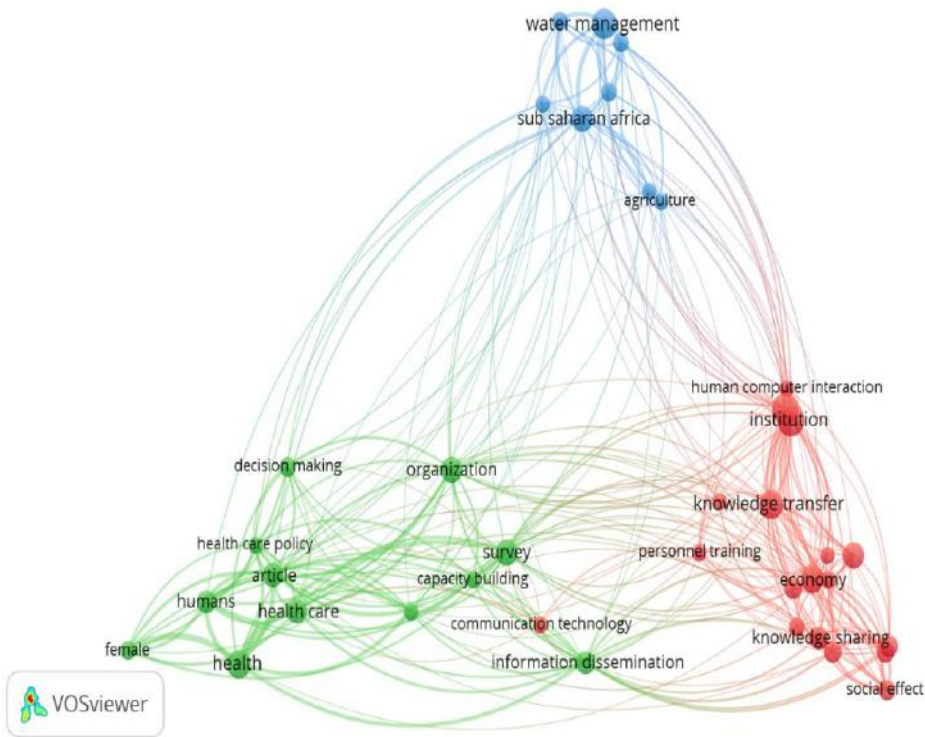 water management
sub saharan africa
agriculture
human computer interaction
institution
decision making
organization
knowledge transfer
health care policy
survey
personnel training
article
capacity building
economy
humans
health care
communication technology
knowledge sharing
female
health
information dissemination
social effect
VOSviewer